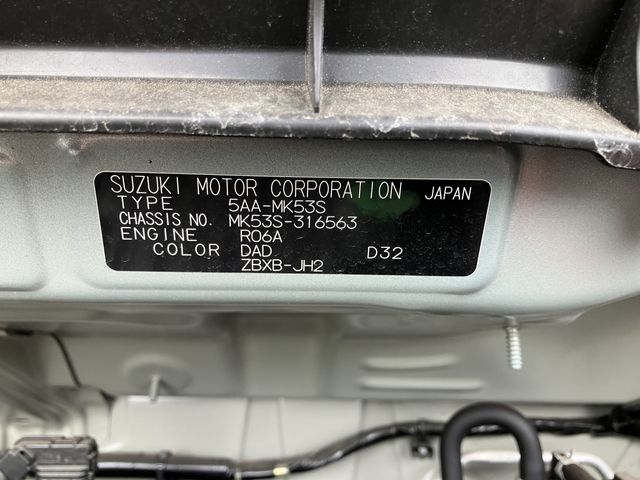 SUZUKI MOTOR CORPORATION JAPAN
TYPE 5AA-MK53S
CHASSIS NO. MK53S-316563
ENGINE R06A
COLOR DAD D32
ZBXB-JH2